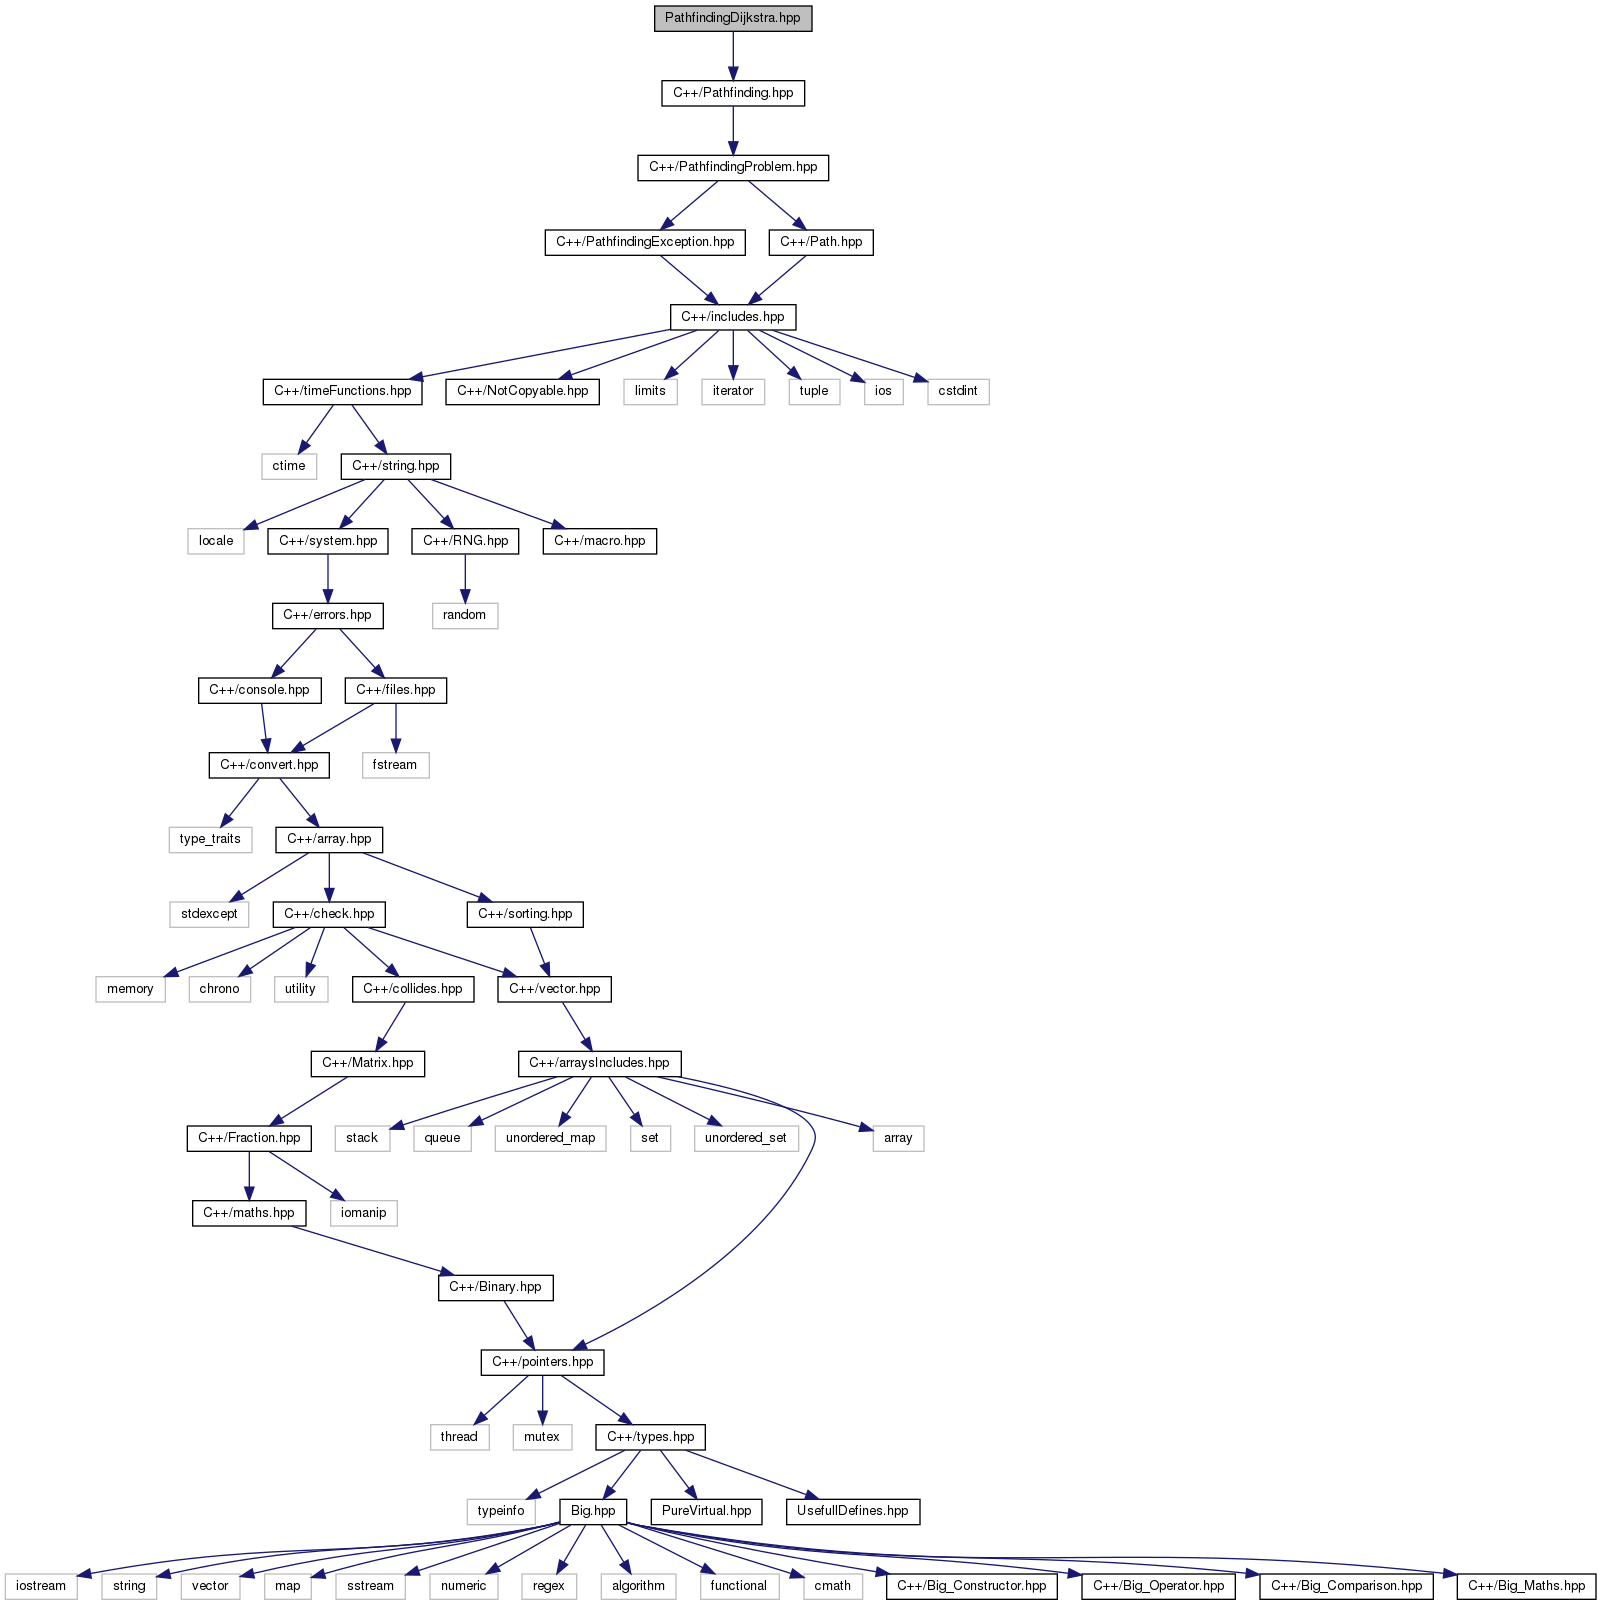 PathfindingDijkstra.hpp
C++/Pathfinding.hpp
C++/PathfindingProblem.hpp
C++/PathfindingException.hpp
C++/Path.hpp
C++/includes.hpp
C++/timeFunctions.hpp
C++/NotCopyable.hpp
limits
iterator
tuple
ios
cstdint
ctime
C++/string.hpp
locale
C++/system.hpp
C++/RNG.hpp
C++/macro.hpp
C++/errors.hpp
random
C++/console.hpp
C++/files.hpp
C++/convert.hpp
fstream
type_traits
C++/array.hpp
stdexcept
C++/check.hpp
C++/sorting.hpp
memory
chrono
utility
C++/collides.hpp
C++/vector.hpp
C++/Matrix.hpp
C++/arraysIncludes.hpp
C++/Fraction.hpp
stack
queue
unordered_map
set
unordered_set
array
C++/maths.hpp
iomanip
C++/Binary.hpp
C++/pointers.hpp
thread
mutex
C++/types.hpp
typeinfo
Big.hpp
PureVirtual.hpp
UsefullDefines.hpp
iostream
string
vector
map
sstream
numeric
regex
algorithm
functional
cmath
C++/Big_Constructor.hpp
C++/Big_Operator.hpp
C++/Big_Comparison.hpp
C++/Big_Maths.hpp